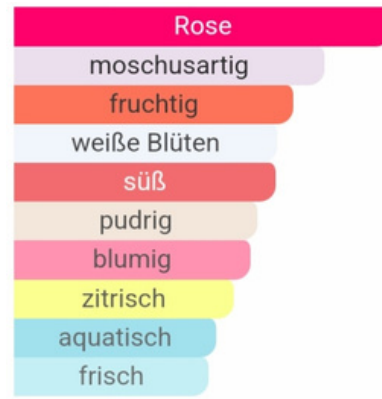 Rose
moschusartig
fruchtig
weiße Blüten
süß
pudrig
blumig
zitrisch
aquatisch
frisch